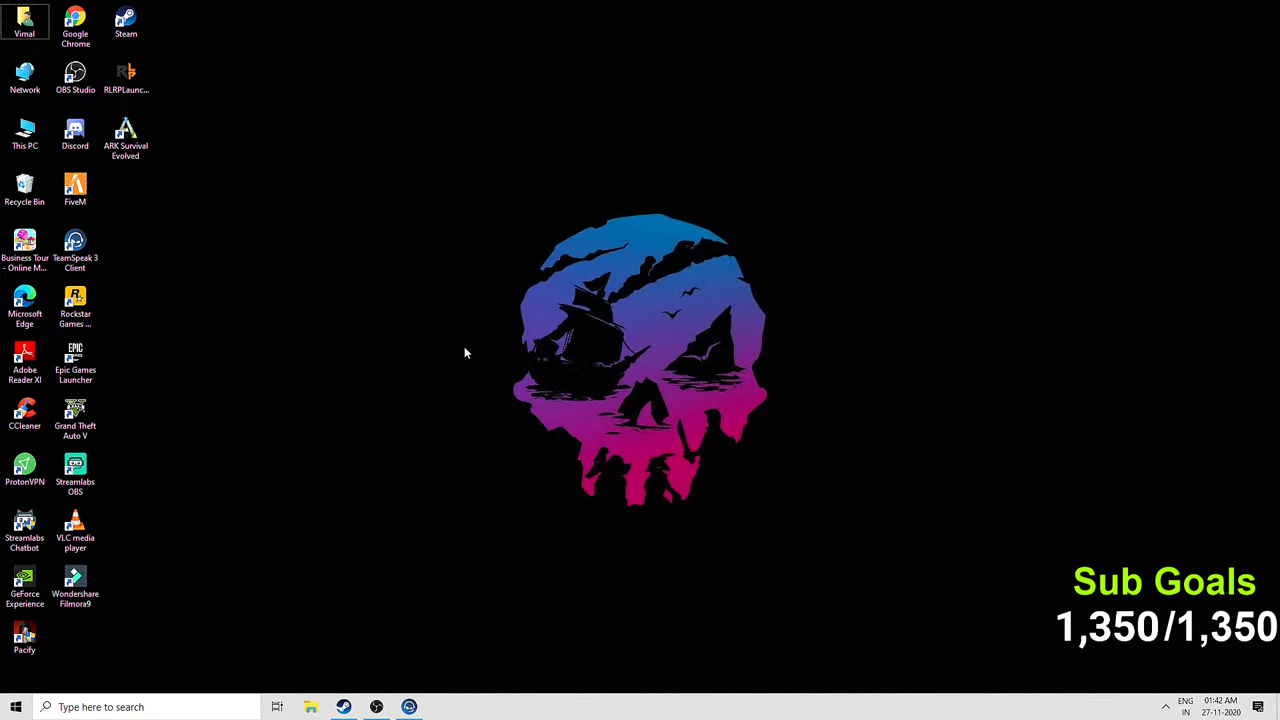 Vimal
Google
Chrome
Steam
Network
OBS Studio
RLRPLaunc...
This PC
Discord
ARK Survival
Evolved
Recycle Bin
FiveM
Business Tour
- Online M...
TeamSpeak 3
Client
Microsoft
Edge
Rockstar
Games ...
EPIC
GAMES
Adobe
Reader XI
Epic Games
Launcher
CCleaner
Grand Theft
Auto V
ProtonVPN
Streamlabs
OBS
Streamlabs
Chatbot
VLC media
player
GeForce
Experience
Wondershare
Filmora9
Pacify
Sub Goals
1,350/1,350
Type here to search
ENG
IN
01:42 AM
27-11-2020